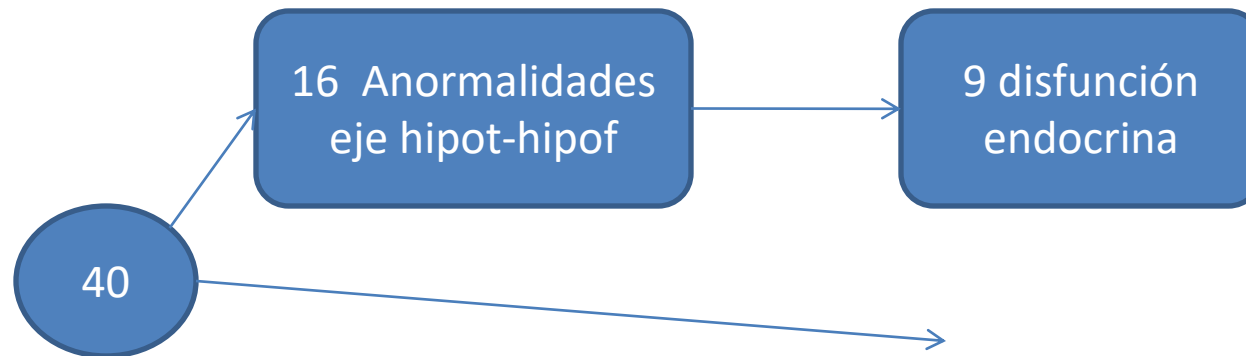 16 Anormalidades
eje hipot-hipof
9 disfunción
endocrina
40